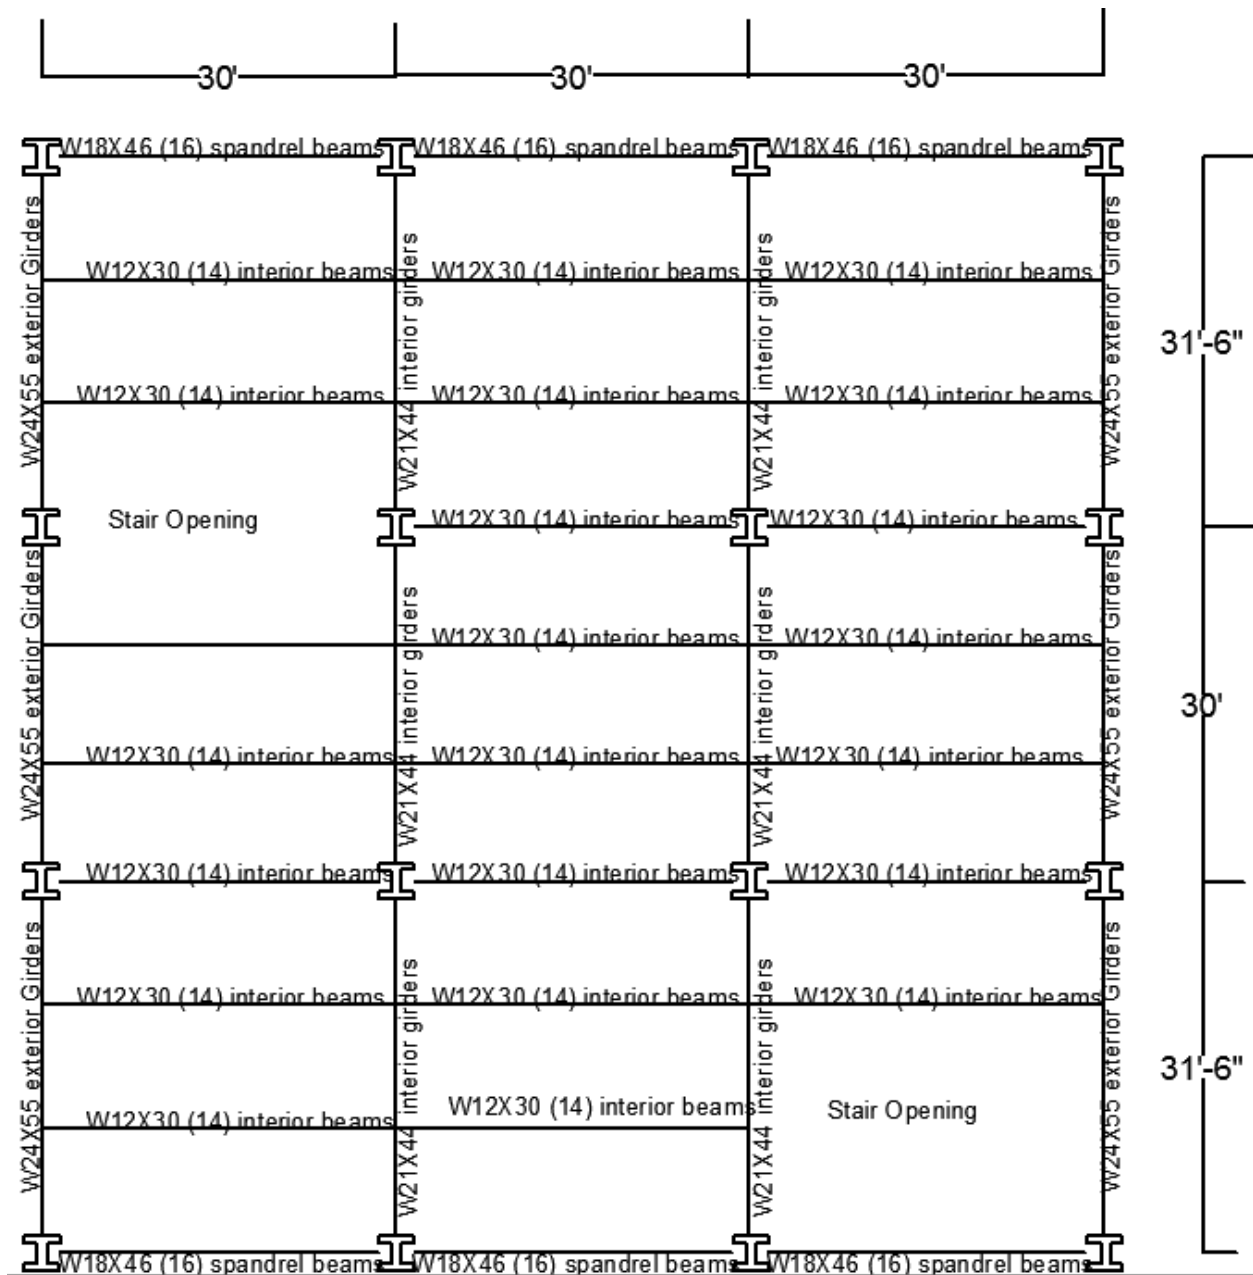 30' 30' 30'
W18X46 (16) spandrel beams W18X46 (16) spandrel beams W18X46 (16) spandrel beams
W12X30 (14) interior beams W12X30 (14) interior beams W12X30 (14) interior beams
W24X55 exterior Girders
W21X44 interior girders
W21X44 interior girders
W24X55 exterior Girders
31'-6"
W12X30 (14) interior beams W12X30 (14) interior beams W12X30 (14) interior beams
Stair Opening W12X30 (14) interior beams W12X30 (14) interior beams
W12X30 (14) interior beams W12X30 (14) interior beams
W24X55 exterior Girders
W21X44 interior girders
W21X44 interior girders
W24X55 exterior Girders
30'
W12X30 (14) interior beams W12X30 (14) interior beams W12X30 (14) interior beams
W12X30 (14) interior beams W12X30 (14) interior beams W12X30 (14) interior beams
W12X30 (14) interior beams W12X30 (14) interior beams W12X30 (14) interior beams
W24X55 exterior Girders
W21X44 interior girders
W21X44 interior girders
W24X55 exterior Girders
31'-6"
W12X30 (14) interior beams W12X30 (14) interior beams Stair Opening
W18X46 (16) spandrel beams W18X46 (16) spandrel beams W18X46 (16) spandrel beams